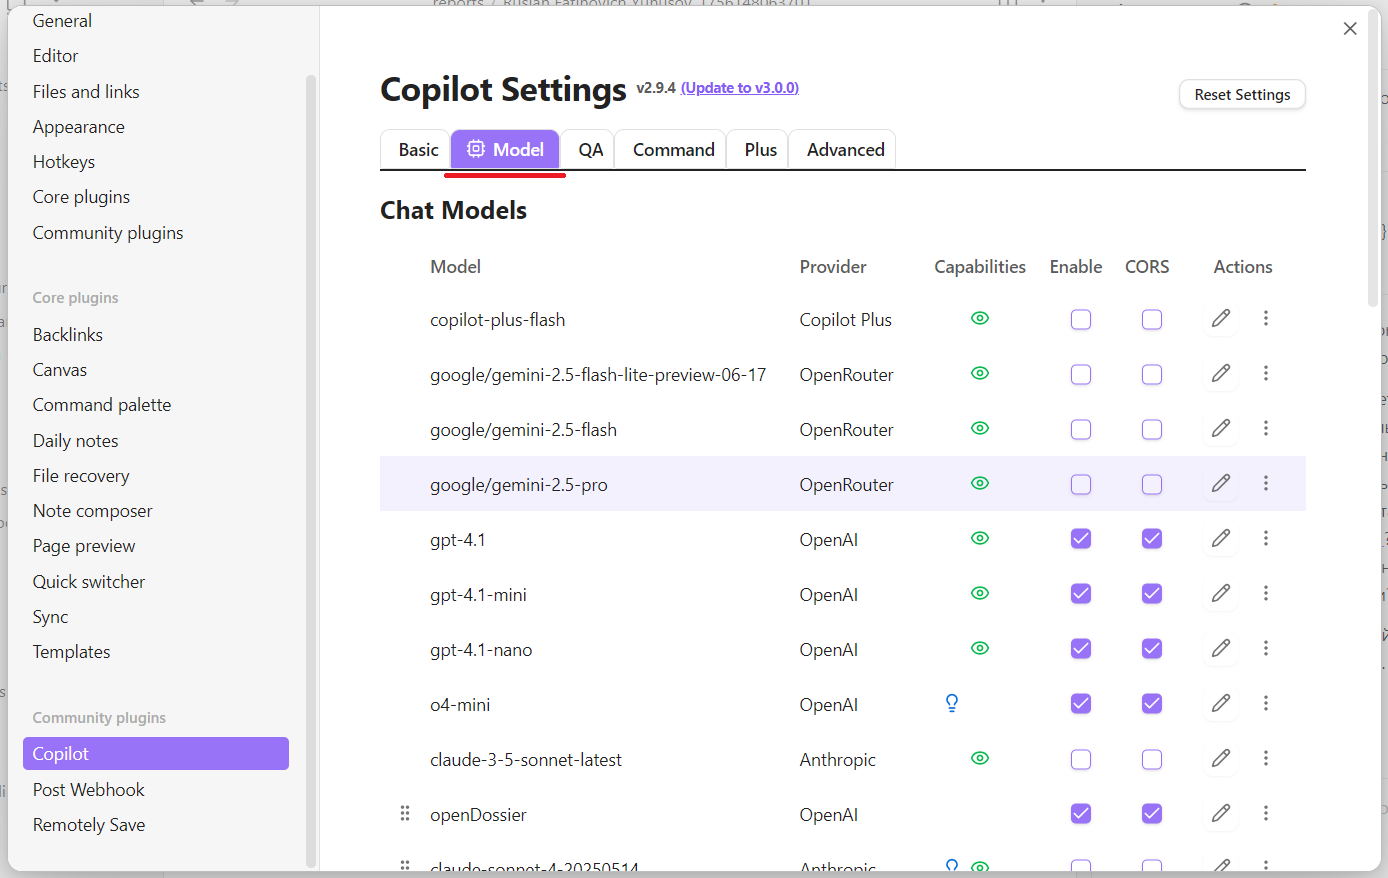 reports / Ruslan Fatihovich Yunusov_1756148063701
General
Editor
Files and links
Appearance
Hotkeys
Core plugins
Community plugins
Core plugins
Backlinks
Canvas
Command palette
Daily notes
File recovery
Note composer
Page preview
Quick switcher
Sync
Templates
Community plugins
Copilot
Post Webhook
Remotely Save
Copilot Settings v2.9.4 (Update to v3.0.0)
Reset Settings
Basic Model QA Command Plus Advanced
Chat Models
Model Provider Capabilities Enable CORS Actions
copilot-plus-flash Copilot Plus
google/gemini-2.5-flash-lite-preview-06-17 OpenRouter
google/gemini-2.5-flash OpenRouter
google/gemini-2.5-pro OpenRouter
gpt-4.1 OpenAI
gpt-4.1-mini OpenAI
gpt-4.1-nano OpenAI
o4-mini OpenAI
claude-3-5-sonnet-latest Anthropic
openDossier OpenAI
claude-sonnet-4-20250514 Anthropic